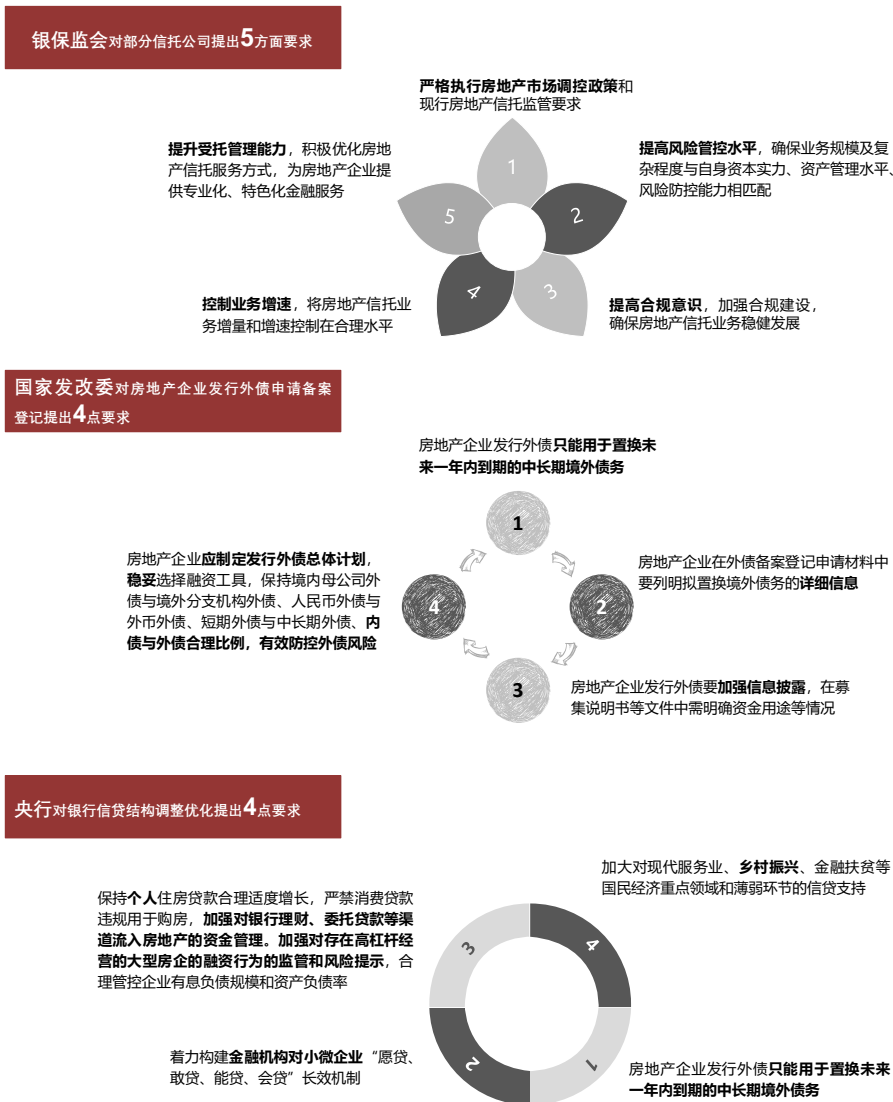 银保监会对部分信托公司提出5方面要求
严格执行房地产市场调控政策和
现行房地产信托监管要求
提升受托管理能力，积极优化房地
产信托服务方式，为房地产企业提
供专业化、特色化金融服务
提高风险管控水平，确保业务规模及复
杂程度与自身资本实力、资产管理水平、
风险防控能力相匹配
1
5
2
4
3
控制业务增速，将房地产信托业
务增量和增速控制在合理水平
提高合规意识，加强合规建设，
确保房地产信托业务稳健发展
国家发改委对房地产企业发行外债申请备案
登记提出4点要求
房地产企业发行外债只能用于置换未
来一年内到期的中长期境外债务
1
房地产企业应制定发行外债总体计划，
稳妥选择融资工具，保持境内母公司外
债与境外分支机构外债、人民币外债与
外币外债、短期外债与中长期外债、内
债与外债合理比例，有效防控外债风险
4
2
房地产企业在外债备案登记申请材料中
要列明拟置换境外债务的详细信息
3
房地产企业发行外债要加强信息披露，在募
集说明书等文件中需明确资金用途等情况
央行对银行信贷结构调整优化提出4点要求
加大对现代服务业、乡村振兴、金融扶贫等
国民经济重点领域和薄弱环节的信贷支持
保持个人住房贷款合理适度增长，严禁消费贷款
违规用于购房，加强对银行理财、委托贷款等渠
道流入房地产的资金管理。加强对存在高杠杆经
营的大型房企的融资行为的监管和风险提示，合
理管控企业有息负债规模和资产负债率
3
4
2
1
着力构建金融机构对小微企业“愿贷、
敢贷、能贷、会贷”长效机制
房地产企业发行外债只能用于置换未来
一年内到期的中长期境外债务